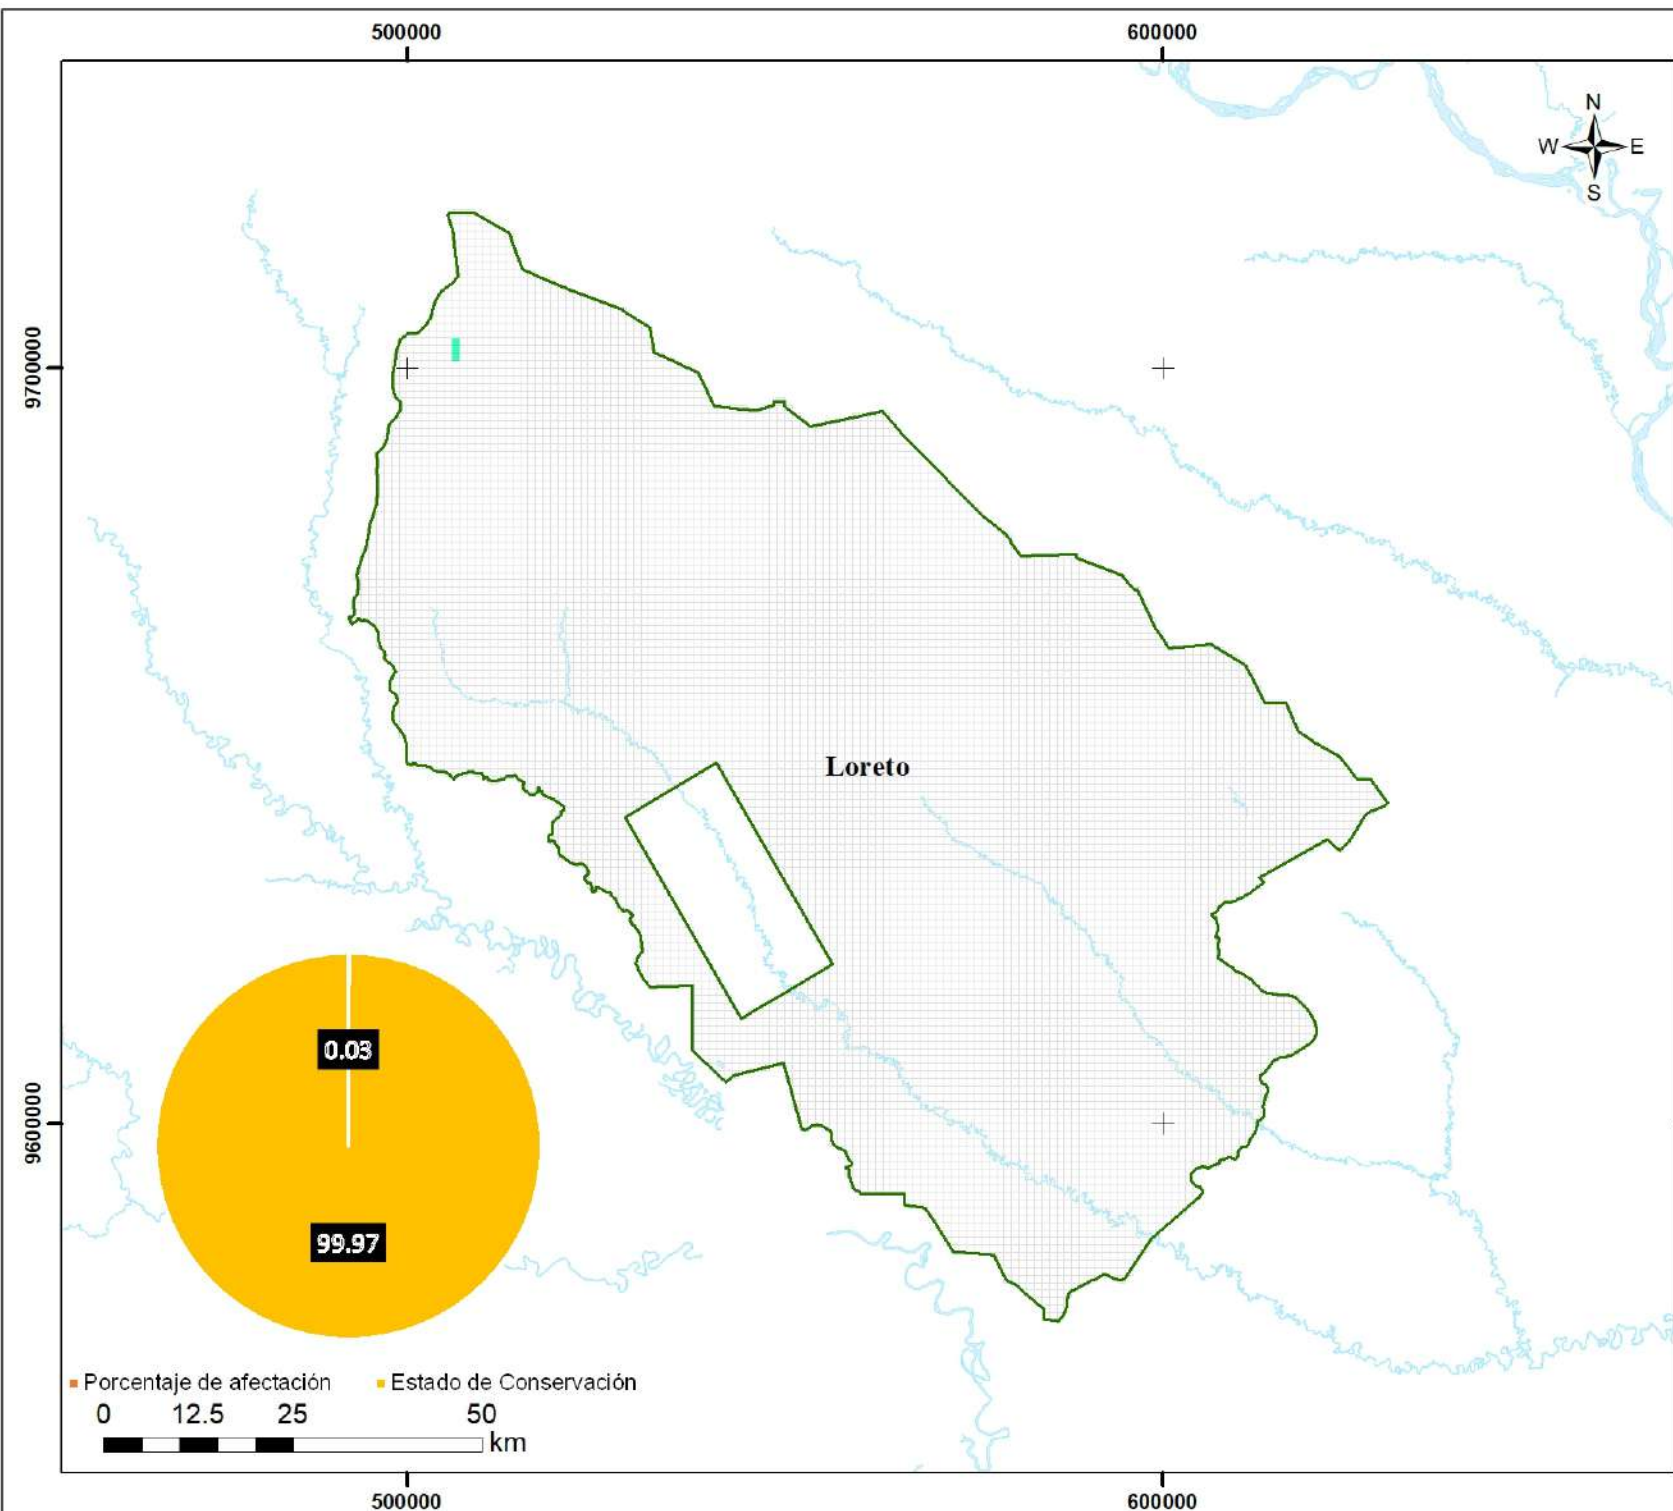 500000 600000
N
W E
S
9700000
Loreto
9600000
0.03
99.97
Porcentaje de afectación Estado de Conservación
0 12.5 25 50
km
500000 600000